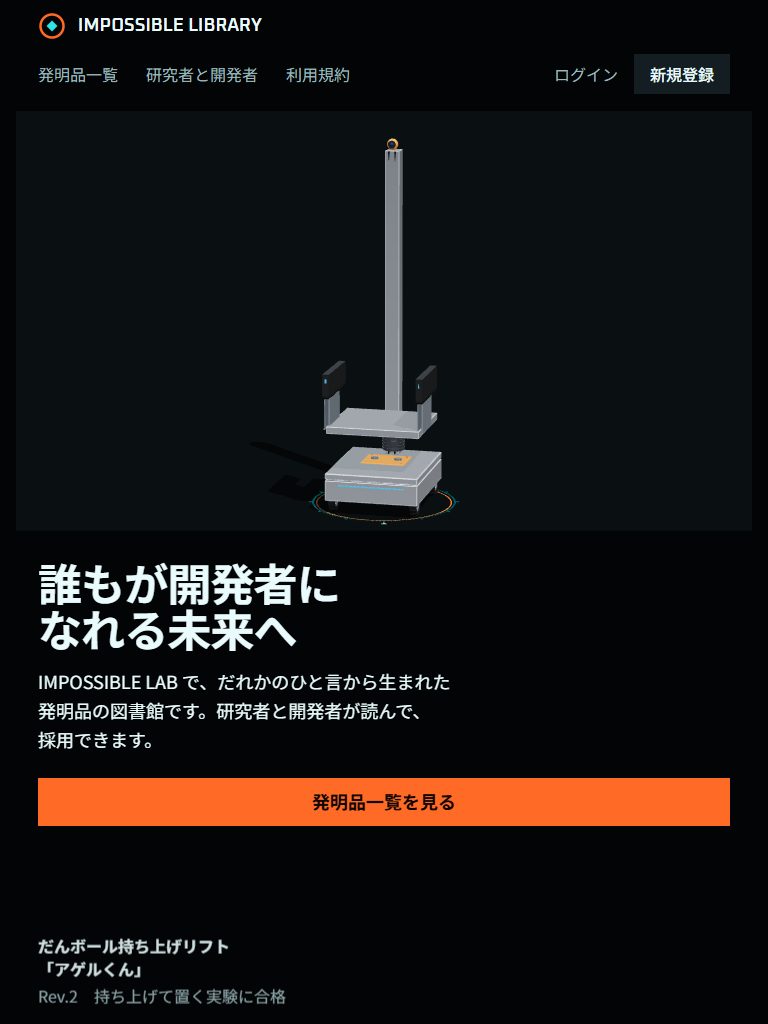 IMPOSSIBLE LIBRARY
発明品一覧 研究者と開発者 利用規約 ログイン 新規登録
誰もが開発者に
なれる未来へ
IMPOSSIBLE LAB で、だれかのひと言から生まれた
発明品の図書館です。研究者と開発者が読んで、
採用できます。
発明品一覧を見る
だんボール持ち上げリフト
「アゲルくん」
Rev.2 持ち上げて置く実験に合格